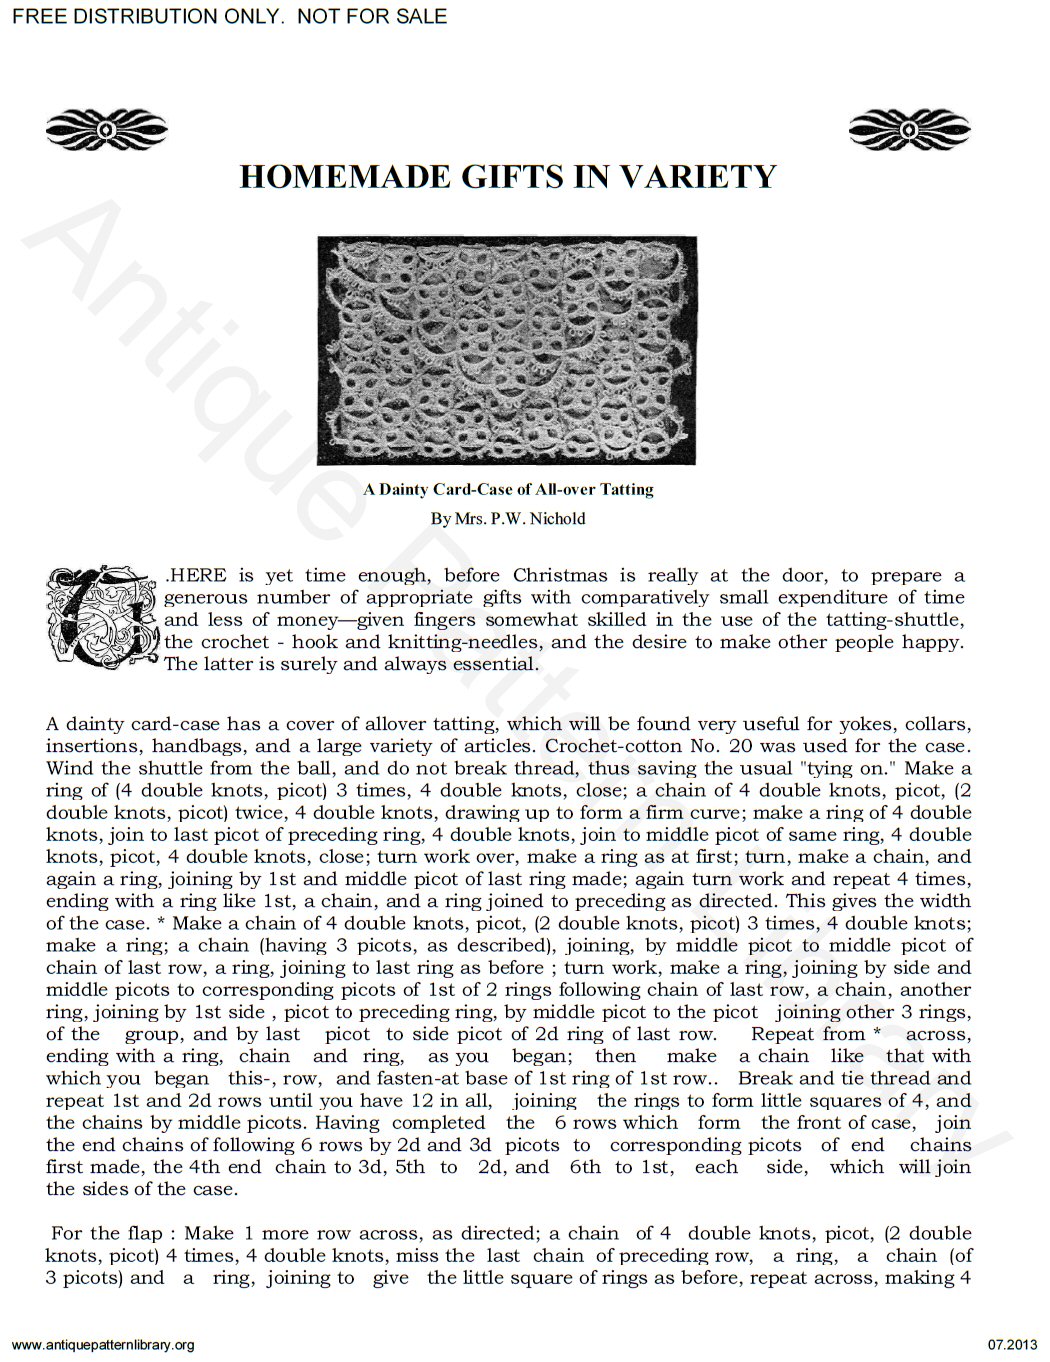 FREE DISTRIBUTION ONLY.  NOT FOR SALE
HOMEMADE GIFTS IN VARIETY
A Dainty Card-Case of All-over Tatting
By Mrs. P.W. Nichold
T.HERE is yet time enough, before Christmas is really at the door, to prepare a
generous number of appropriate gifts with comparatively small expenditure of time
and less of money—given fingers somewhat skilled in the use of the tatting-shuttle,
the crochet - hook and knitting-needles, and the desire to make other people happy.
The latter is surely and always essential.
A dainty card-case has a cover of allover tatting, which will be found very useful for yokes, collars,
insertions, handbags, and a large variety of articles. Crochet-cotton No. 20 was used for the case.
Wind the shuttle from the ball, and do not break thread, thus saving the usual "tying on." Make a
ring of (4 double knots, picot) 3 times, 4 double knots, close; a chain of 4 double knots, picot, (2
double knots, picot) twice, 4 double knots, drawing up to form a firm curve; make a ring of 4 double
knots, join to last picot of preceding ring, 4 double knots, join to middle picot of same ring, 4 double
knots, picot, 4 double knots, close; turn work over, make a ring as at first; turn, make a chain, and
again a ring, joining by 1st and middle picot of last ring made; again turn work and repeat 4 times,
ending with a ring like 1st, a chain, and a ring joined to preceding as directed. This gives the width
of the case. * Make a chain of 4 double knots, picot, (2 double knots, picot) 3 times, 4 double knots;
make a ring; a chain (having 3 picots, as described), joining, by middle picot to middle picot of
chain of last row, a ring, joining to last ring as before ; turn work, make a ring, joining by side and
middle picots to corresponding picots of 1st of 2 rings following chain of last row, a chain, another
ring, joining by 1st side , picot to preceding ring, by middle picot to the picot joining other 3 rings,
of the group, and by last picot to side picot of 2d ring of last row. Repeat from * across,
ending with a ring, chain and ring, as you began; then make a chain like that with
which you began this-, row, and fasten-at base of 1st ring of 1st row.. Break and tie thread and
repeat 1st and 2d rows until you have 12 in all, joining the rings to form little squares of 4, and
the chains by middle picots. Having completed the 6 rows which form the front of case, join
the end chains of following 6 rows by 2d and 3d picots to corresponding picots of end chains
first made, the 4th end chain to 3d, 5th to 2d, and 6th to 1st, each side, which will join
the sides of the case.
For the flap : Make 1 more row across, as directed; a chain of 4 double knots, picot, (2 double
knots, picot) 4 times, 4 double knots, miss the last chain of preceding row, a ring, a chain (of
3 picots) and a ring, joining to give the little square of rings as before, repeat across, making 4
Antique Pattern Library
www.antiquepatternlibrary.org
07.2013